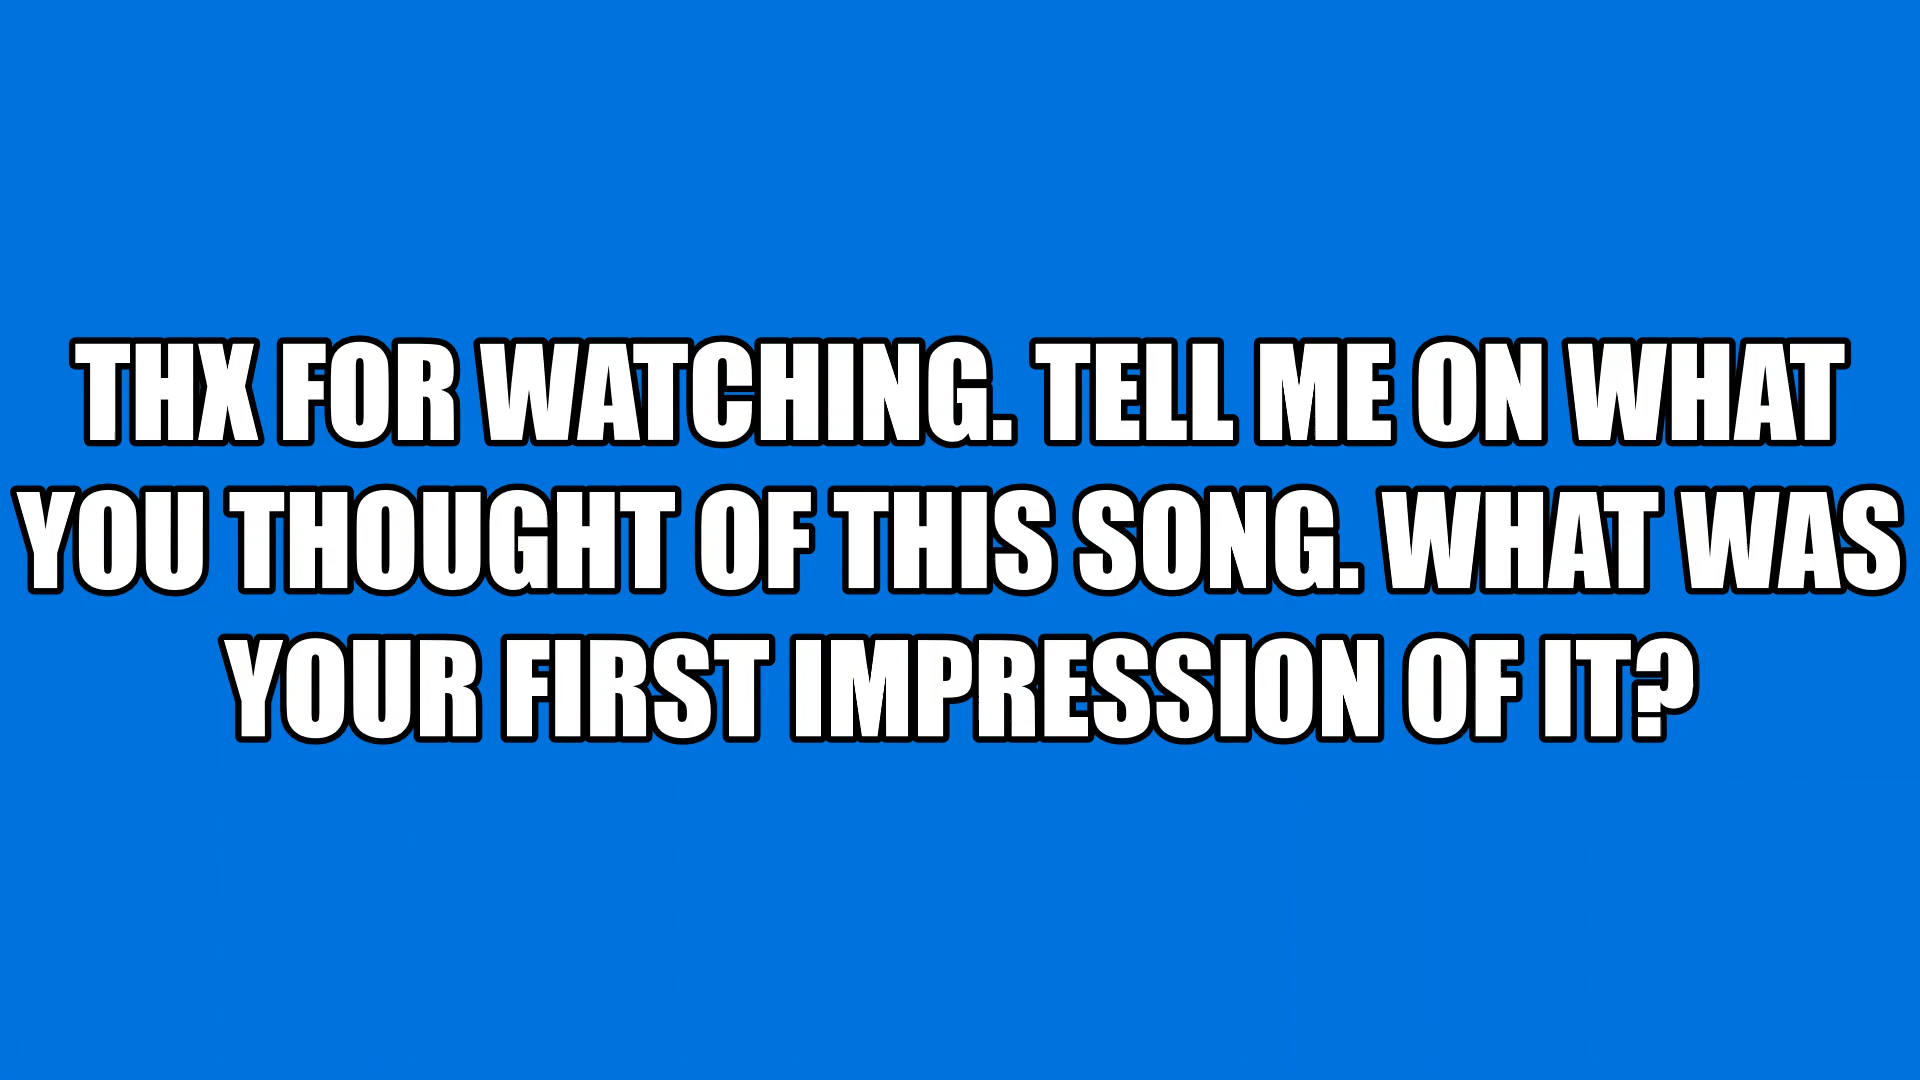 THX FOR WATCHING. TELL ME ON WHAT
YOU THOUGHT OF THIS SONG. WHAT WAS
YOUR FIRST IMPRESSION OF IT?